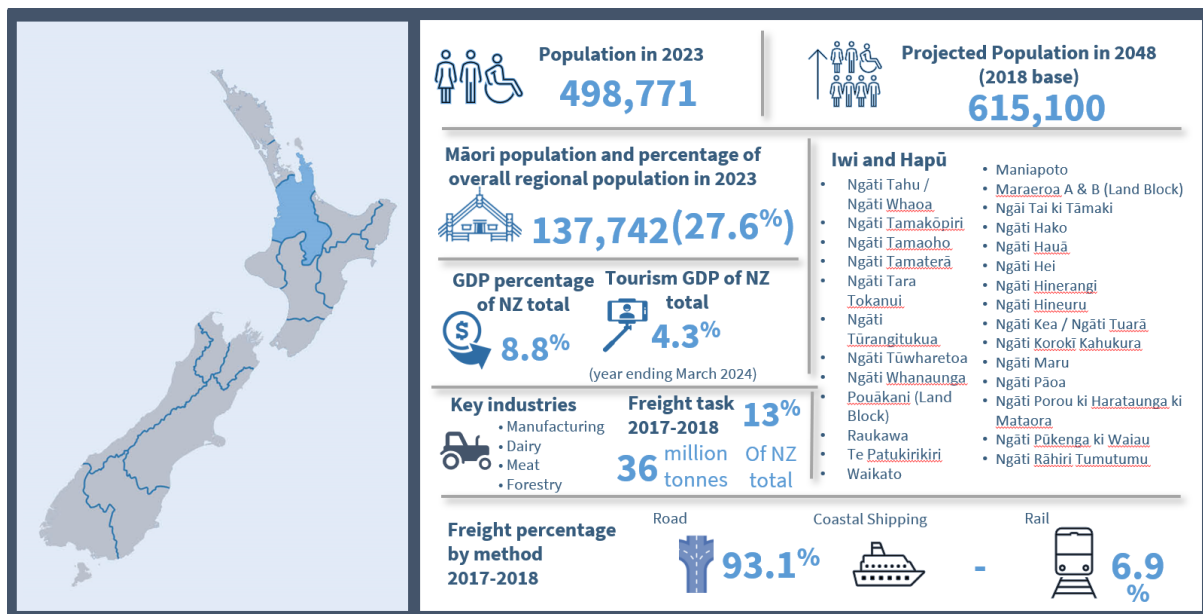 Population in 2023
498,771
Projected Population in 2048
(2018 base)
615,100
Māori population and percentage of
overall regional population in 2023
137,742 (27.6%)
GDP percentage
of NZ total
8.8%
Tourism GDP of NZ
total
4.3%
(year ending March 2024)
Key industries
• Manufacturing
• Dairy
• Meat
• Forestry
Freight task
2017-2018
36 million
tonnes
13%
Of NZ
total
Iwi and Hapū
• Ngāti Tahu /
Ngāti Whaoa
• Ngāti Tamakōpiri
• Ngāti Tamaoho
• Ngāti Tamaterā
• Ngāti Tara
Tokanui
• Ngāti
Tūrangitukua
• Ngāti Tūwharetoa
• Ngāti Whanaunga
• Pouākani (Land
Block)
• Raukawa
• Te Patukirikiri
• Waikato
• Maniapoto
• Maraeroa A & B (Land Block)
• Ngāi Tai ki Tāmaki
• Ngāti Hako
• Ngāti Hauā
• Ngāti Hei
• Ngāti Hinerangi
• Ngāti Hineuru
• Ngāti Kea / Ngāti Tuarā
• Ngāti Korokī Kahukura
• Ngāti Maru
• Ngāti Pāoa
• Ngāti Porou ki Harataunga ki
Mataora
• Ngāti Pūkenga ki Waiau
• Ngāti Rāhiri Tumutumu
Freight percentage
by method
2017-2018
Road
93.1%
Coastal Shipping
-
Rail
6.9
%